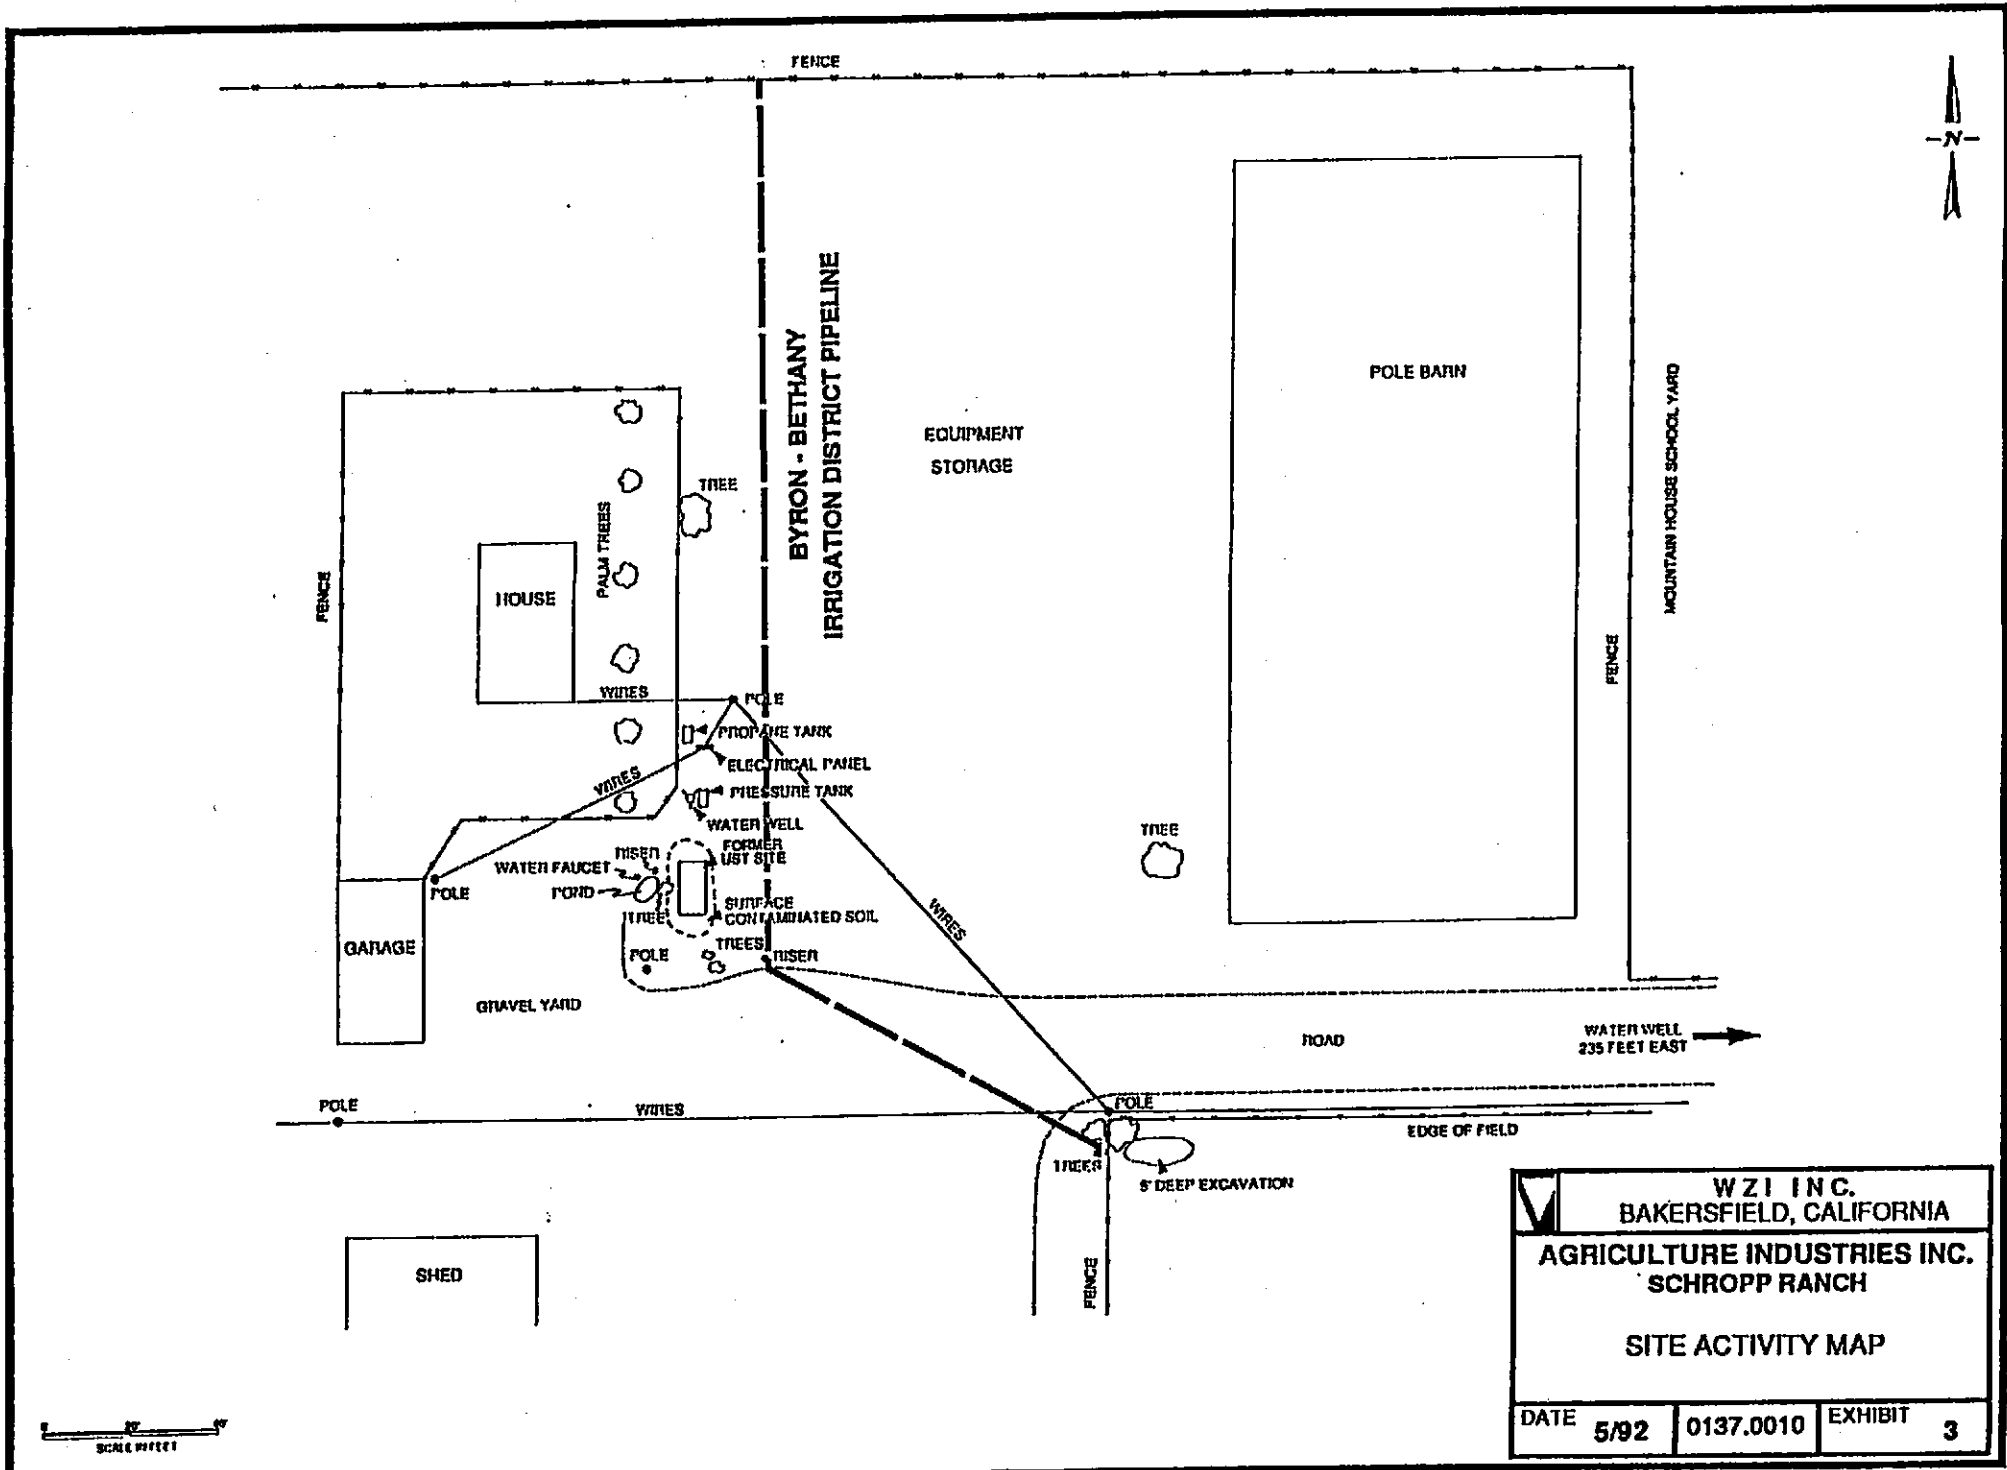 FENCE
-N-
BYRON - BETHANY
IRRIGATION DISTRICT PIPELINE
POLE BARN
MOUNTAIN HOUSE SCHOOL YARD
EQUIPMENT
STORAGE
TREE
PALM TREES
FENCE
HOUSE
FENCE
WIRES
POLE
PROPANE TANK
ELECTRICAL PANEL
WIRES
PRESSURE TANK
WATER WELL
TREE
FORMER
UST SITE
RISER
WATER FAUCET
POND
POLE
TREE
SURFACE
CONTAMINATED SOIL
WIRES
GARAGE
TREES
POLE
RISER
GRAVEL YARD
ROAD
WATER WELL
235 FEET EAST
POLE
WIRES
POLE
EDGE OF FIELD
TREES
5' DEEP EXCAVATION
FENCE
SHED
WZI INC.
BAKERSFIELD, CALIFORNIA
AGRICULTURE INDUSTRIES INC.
SCHROPP RANCH
SITE ACTIVITY MAP
DATE 5/92 0137.0010 EXHIBIT 3
SCALE IN FEET